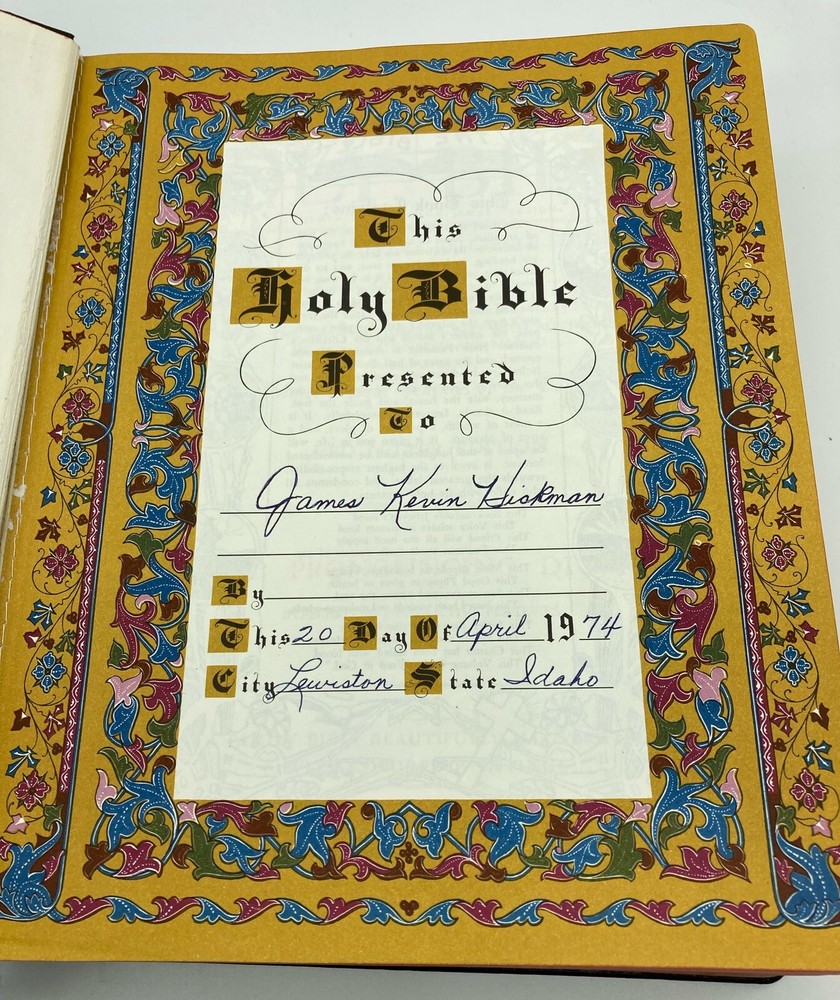 This
Holy Bible
Presented
To
James Kevin Hickman
By
This 20 Day Of April 1974
City Lewiston State Idaho